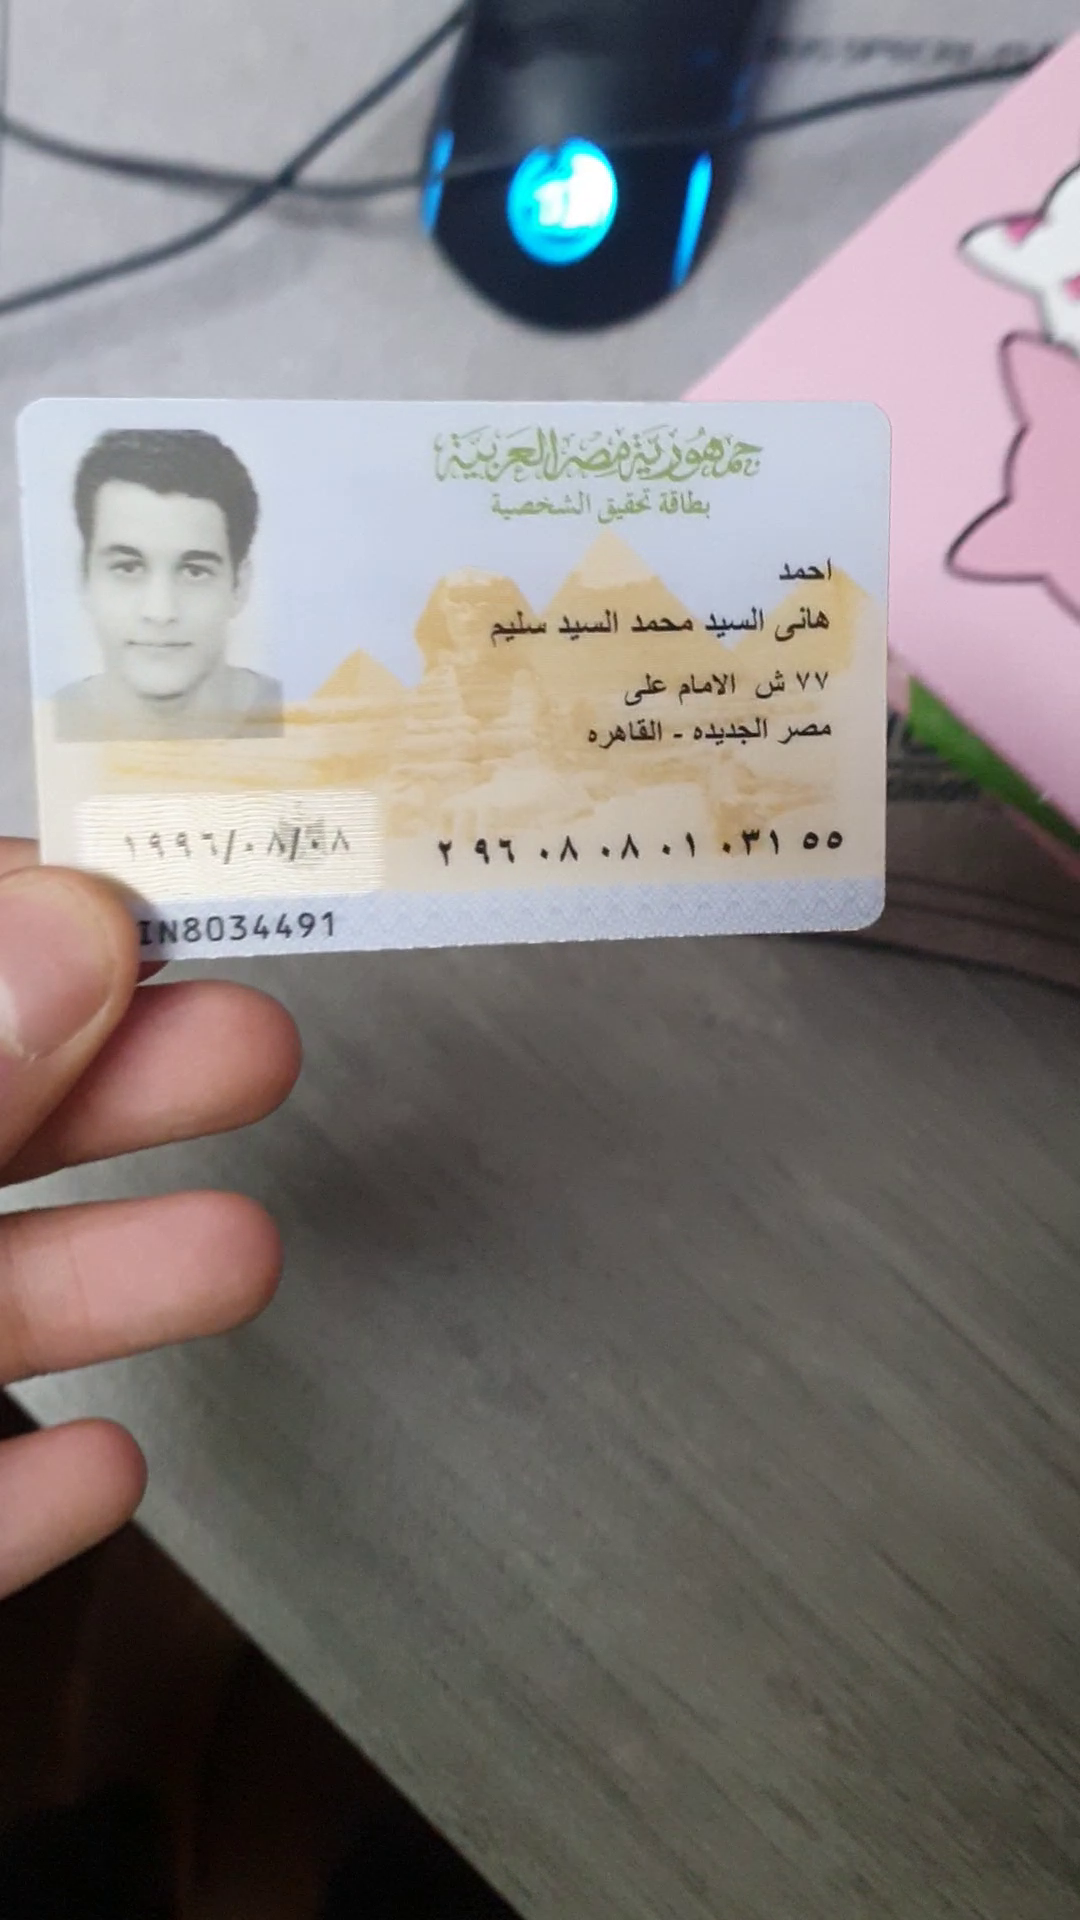 جمهورية مصر العربية
بطاقة تحقيق الشخصية
احمد
هانى السيد محمد السيد سليم
٧٧ ش الامام على
مصر الجديده - القاهره
١٩٩٦/٠٨/٠٨
٢ ٩٦ ٠٨ ٠٨ ٠١ ٠٣١ ٥٥
IN8034491